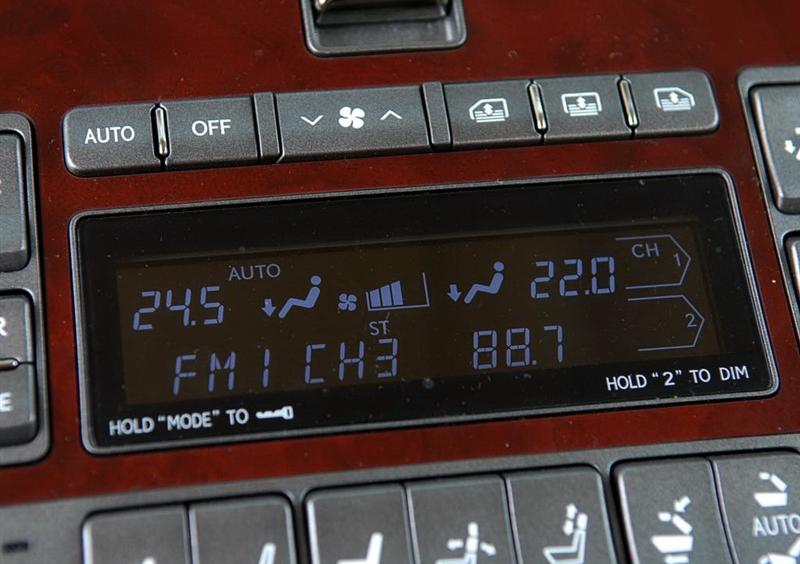 AUTO OFF
24.5 AUTO 22.0 CH 1
ST 2
FM1 CH3 88.7
HOLD "MODE" TO
HOLD "2" TO DIM
R
E
AUTO